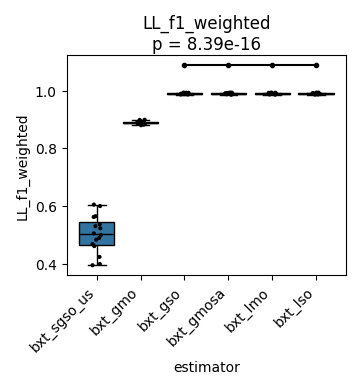 LL_f1_weighted
p = 8.39e-16
LL_f1_weighted
1.0
0.8
0.6
0.4
bxt_sgso_us
bxt_gmo
bxt_gso
bxt_gmosa
bxt_lmo
bxt_lso
estimator